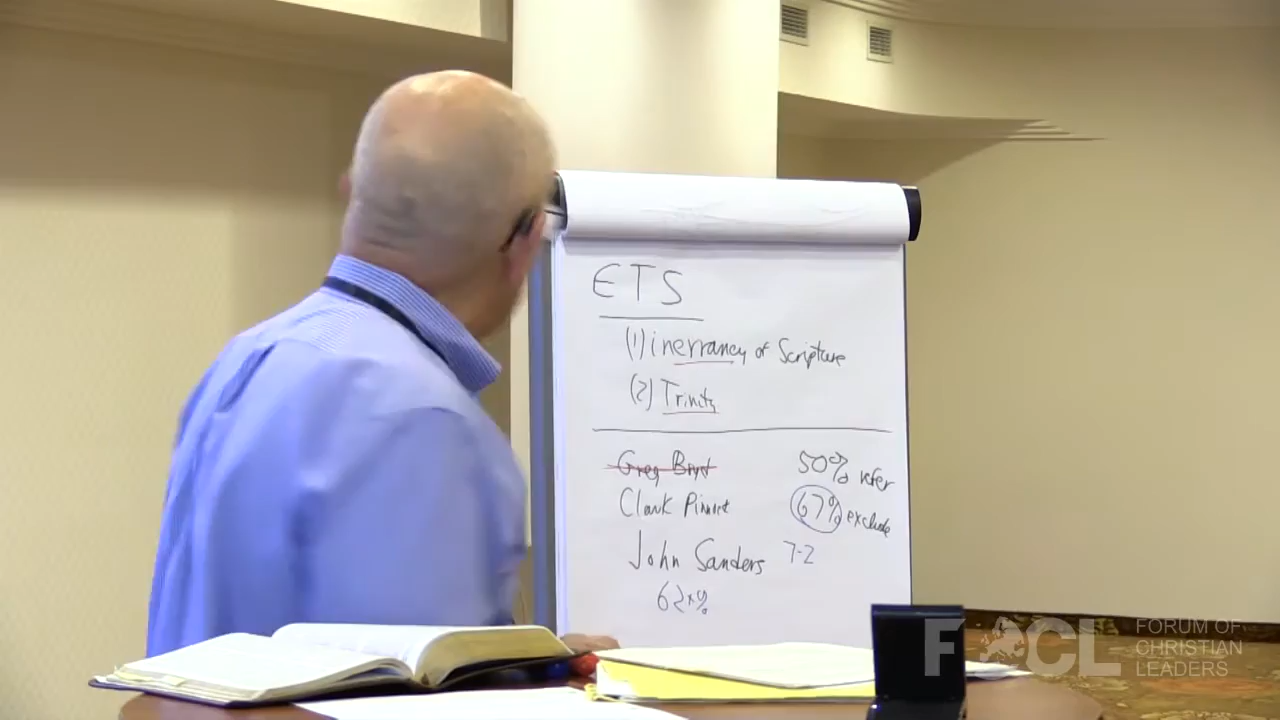 ETS
(1) inerrancy of Scripture
(2) Trinity
Greg Boyd 50% refer
Clark Pinnock 67% exclude
John Sanders 7-2
62+%
FOCL FORUM OF
CHRISTIAN
LEADERS